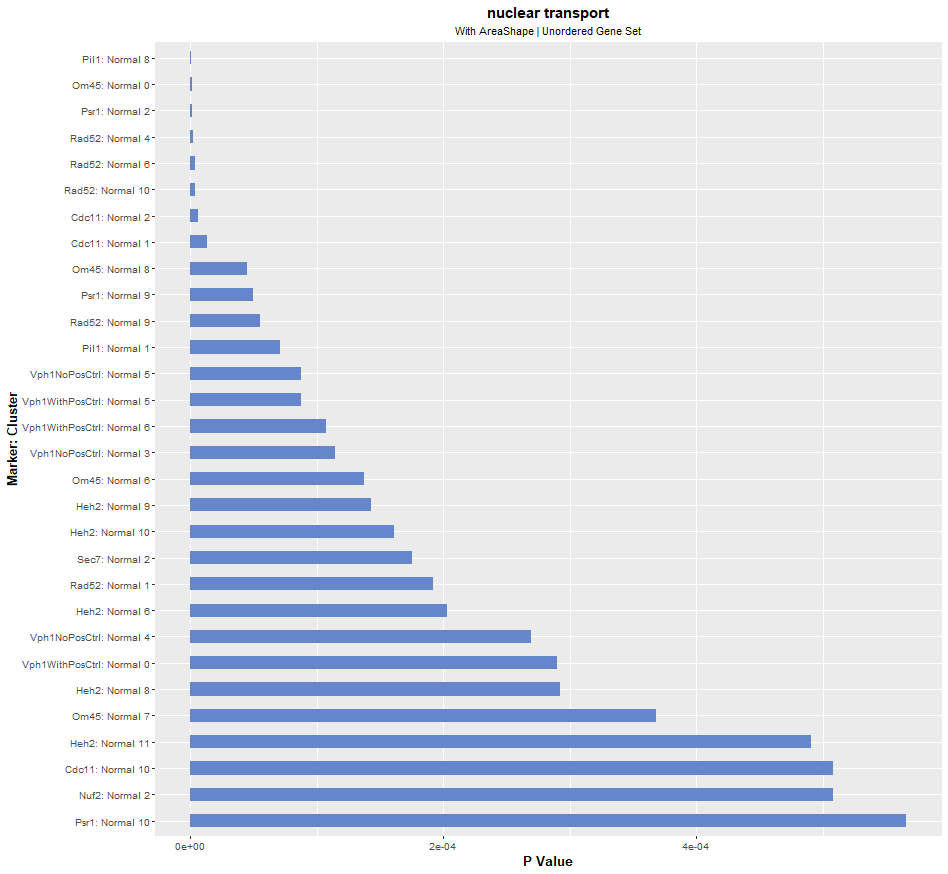 nuclear transport
With AreaShape | Unordered Gene Set
Marker: Cluster
Pil1: Normal 8
Om45: Normal 0
Psr1: Normal 2
Rad52: Normal 4
Rad52: Normal 6
Rad52: Normal 10
Cdc11: Normal 2
Cdc11: Normal 1
Om45: Normal 8
Psr1: Normal 9
Rad52: Normal 9
Pil1: Normal 1
Vph1NoPosCtrl: Normal 5
Vph1WithPosCtrl: Normal 5
Vph1WithPosCtrl: Normal 6
Vph1NoPosCtrl: Normal 3
Om45: Normal 6
Heh2: Normal 9
Heh2: Normal 10
Sec7: Normal 2
Rad52: Normal 1
Heh2: Normal 6
Vph1NoPosCtrl: Normal 4
Vph1WithPosCtrl: Normal 0
Heh2: Normal 8
Om45: Normal 7
Heh2: Normal 11
Cdc11: Normal 10
Nuf2: Normal 2
Psr1: Normal 10
0e+00 2e-04 4e-04
P Value